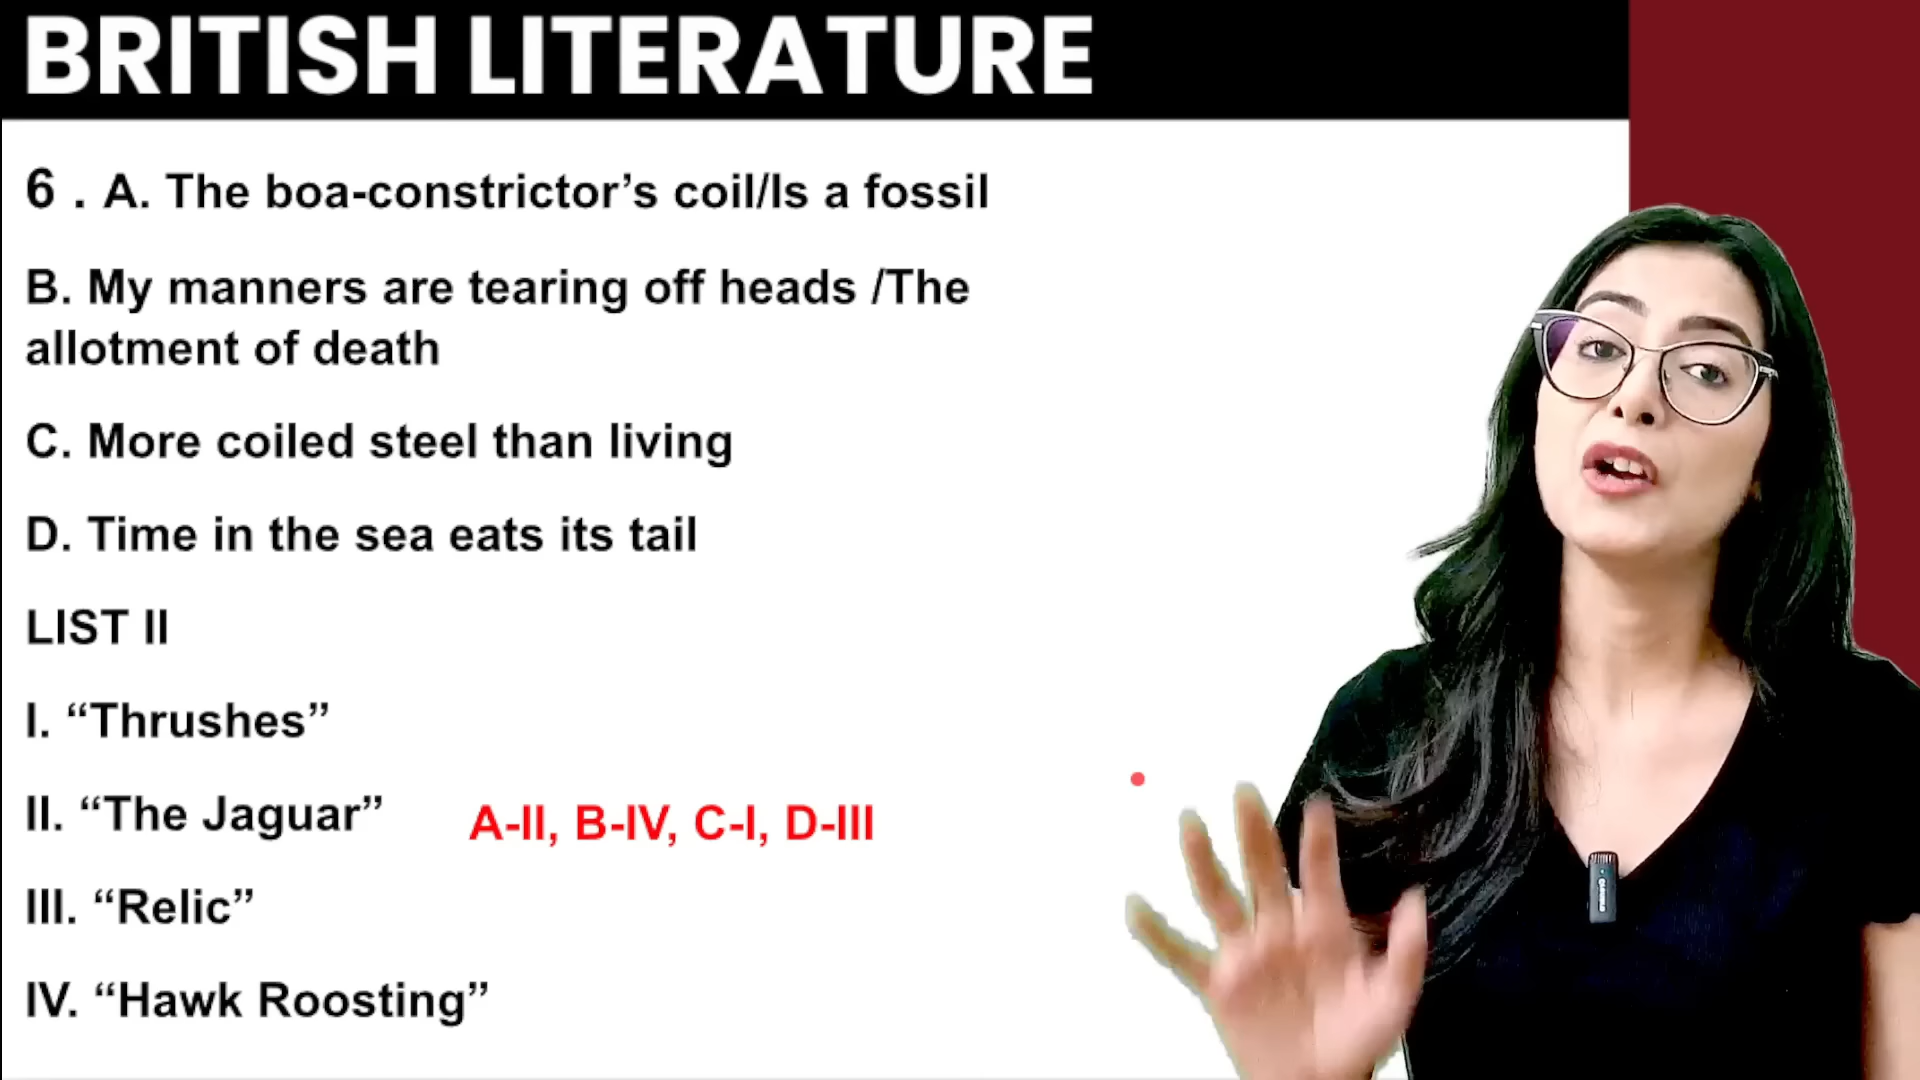 BRITISH LITERATURE
6 . A. The boa-constrictor’s coil/Is a fossil
B. My manners are tearing off heads /The
allotment of death
C. More coiled steel than living
D. Time in the sea eats its tail
LIST II
I. “Thrushes”
II. “The Jaguar”
A-II, B-IV, C-I, D-III
III. “Relic”
IV. “Hawk Roosting”